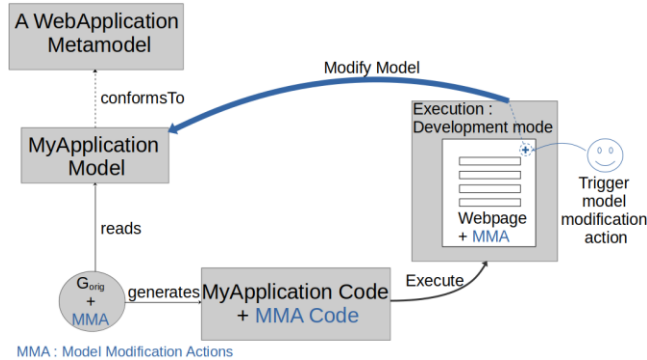 A WebApplication
Metamodel
Modify Model
conformsTo
Execution :
Development mode
MyApplication
Model
Trigger
model
modification
action
Webpage
+ MMA
reads
Gorig
+
MMA
generates
MyApplication Code
+ MMA Code
Execute
MMA : Model Modification Actions